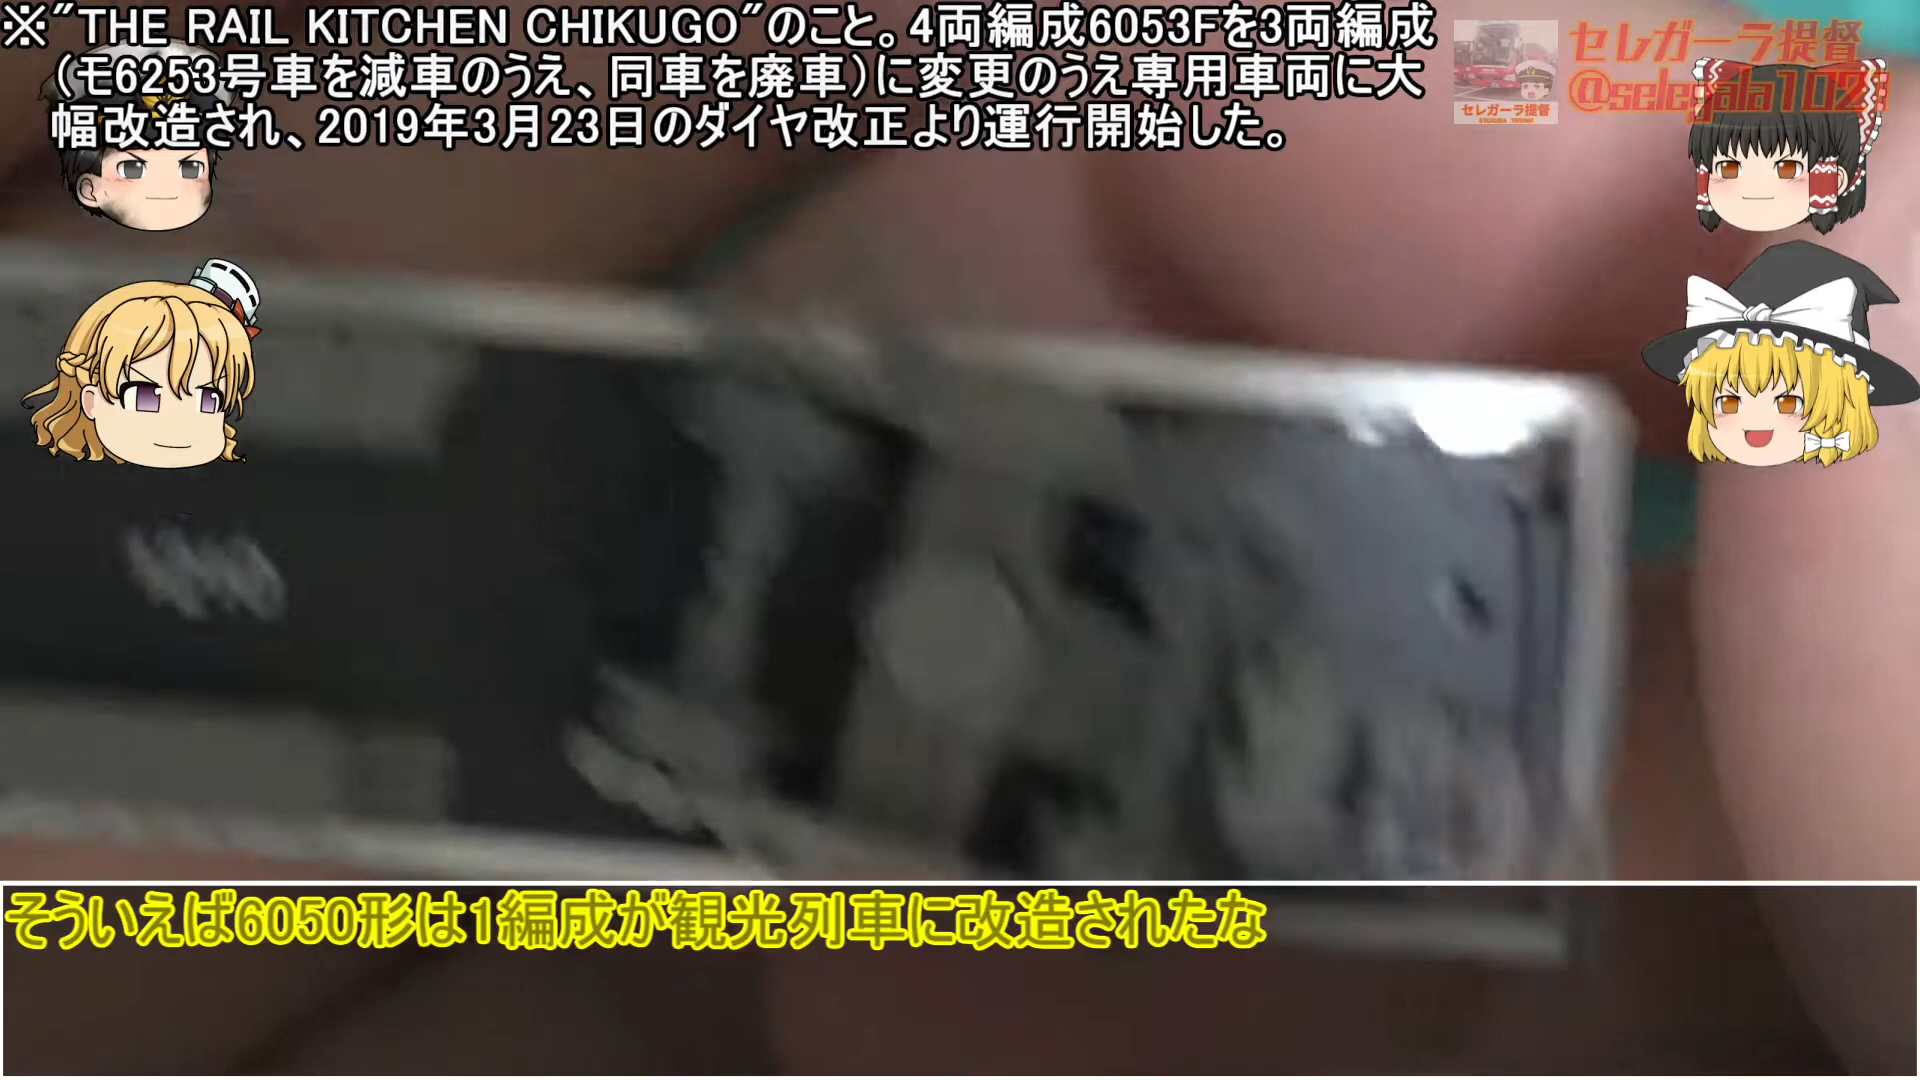 ※"THE RAIL KITCHEN CHIKUGO"のこと。4両編成6053Fを3両編成
(モ6253号車を減車のうえ、同車を廃車)に変更のうえ専用車両に大
幅改造され、2019年3月23日のダイヤ改正より運行開始した。
セレガーラ提督
@selegala1021
セレガーラ提督
そういえば6050形は1編成が観光列車に改造されたな